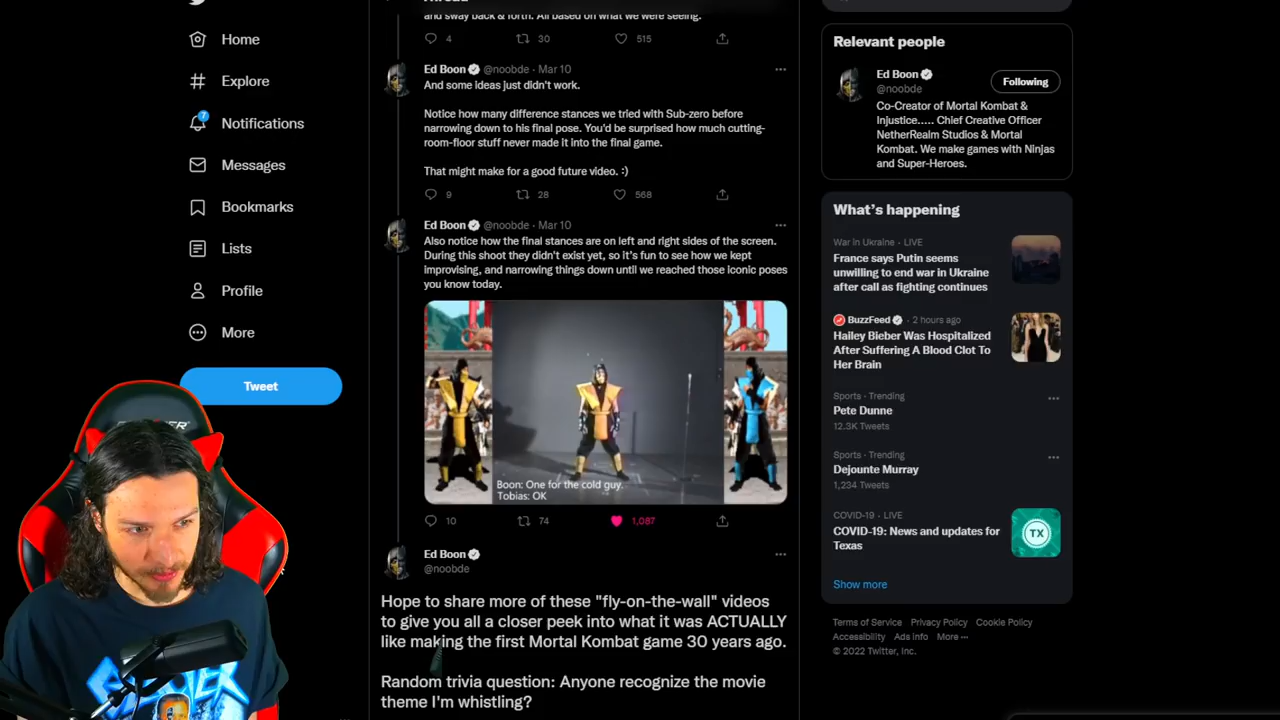 Home
Explore
7
Notifications
Messages
Bookmarks
Lists
Profile
More
Tweet
and sway back & forth. All based on what we were seeing.
4 30 515
Ed Boon @noobde · Mar 10
And some ideas just didn't work.
Notice how many difference stances we tried with Sub-zero before
narrowing down to his final pose. You'd be surprised how much cutting-
room-floor stuff never made it into the final game.
That might make for a good future video. :)
9 28 568
Ed Boon @noobde · Mar 10
Also notice how the final stances are on left and right sides of the screen.
During this shoot they didn't exist yet, so it's fun to see how we kept
improvising, and narrowing things down until we reached those iconic poses
you know today.
Boon: One for the cold guy.
Tobias: OK
10 74 1,087
Ed Boon
@noobde
Hope to share more of these "fly-on-the-wall" videos
to give you all a closer peek into what it was ACTUALLY
like making the first Mortal Kombat game 30 years ago.
Random trivia question: Anyone recognize the movie
theme I'm whistling?
Relevant people
Ed Boon
@noobde
Following
Co-Creator of Mortal Kombat &
Injustice..... Chief Creative Officer
NetherRealm Studios & Mortal
Kombat. We make games with Ninjas
and Super-Heroes.
What's happening
War in Ukraine · LIVE
France says Putin seems
unwilling to end war in Ukraine
after call as fighting continues
BuzzFeed · 2 hours ago
Hailey Bieber Was Hospitalized
After Suffering A Blood Clot To
Her Brain
Sports · Trending
Pete Dunne
12.3K Tweets
Sports · Trending
Dejounte Murray
1,234 Tweets
COVID-19 · LIVE
COVID-19: News and updates for
Texas
TX
Show more
Terms of Service Privacy Policy Cookie Policy
Accessibility Ads info More ···
© 2022 Twitter, Inc.